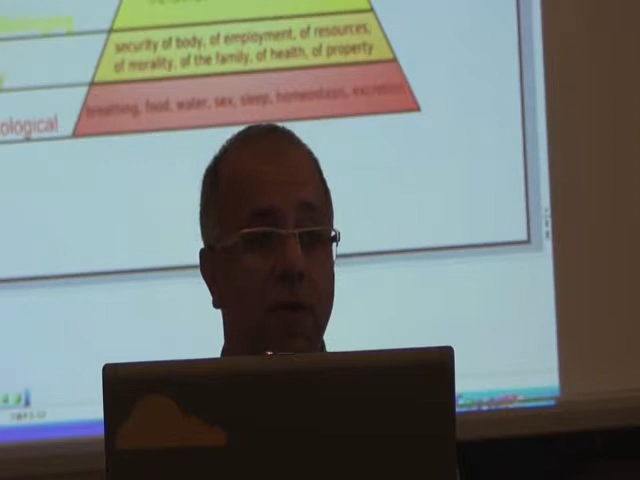 Belonging
security of body, of employment, of resources,
of morality, of the family, of health, of property
breathing, food, water, sex, sleep, homeostasis, excretion
ological